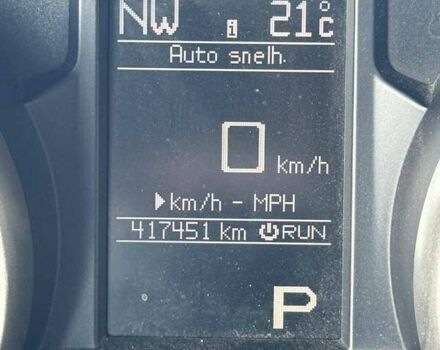 NW i 21°C
Auto snelh.
0 km/h
▶km/h - MPH
417451 km ⏻RUN
P